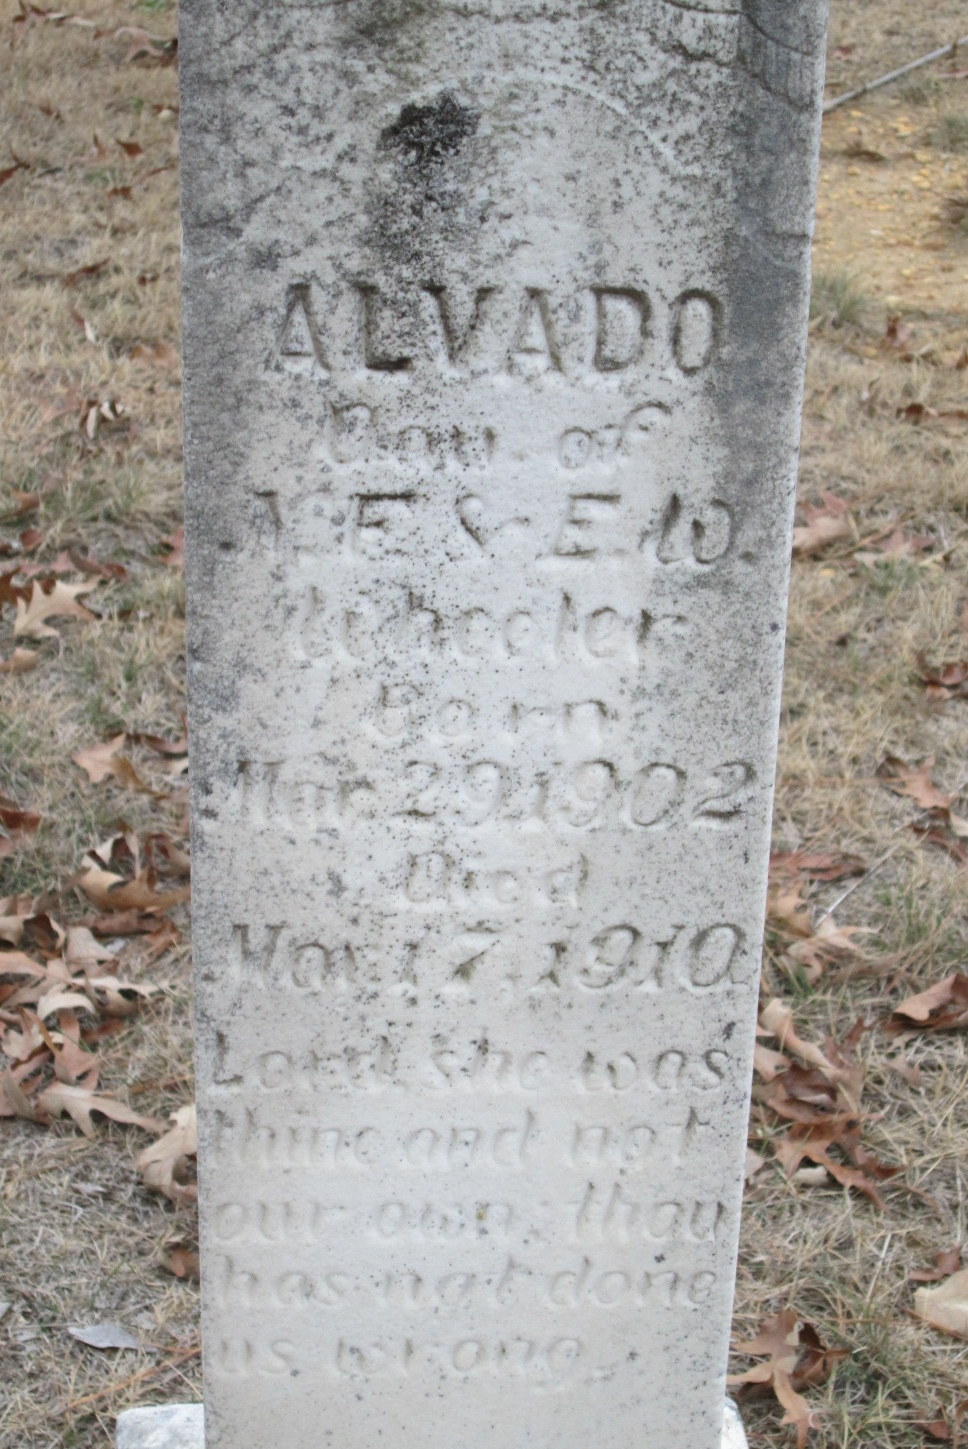 ALVADO
Dau. of
F. & E. W.
Wheeler
Born
Mar. 29, 1902
Died
May. 17, 1910
Lord she was
thine and not
our own; thou
has not done
us wrong.